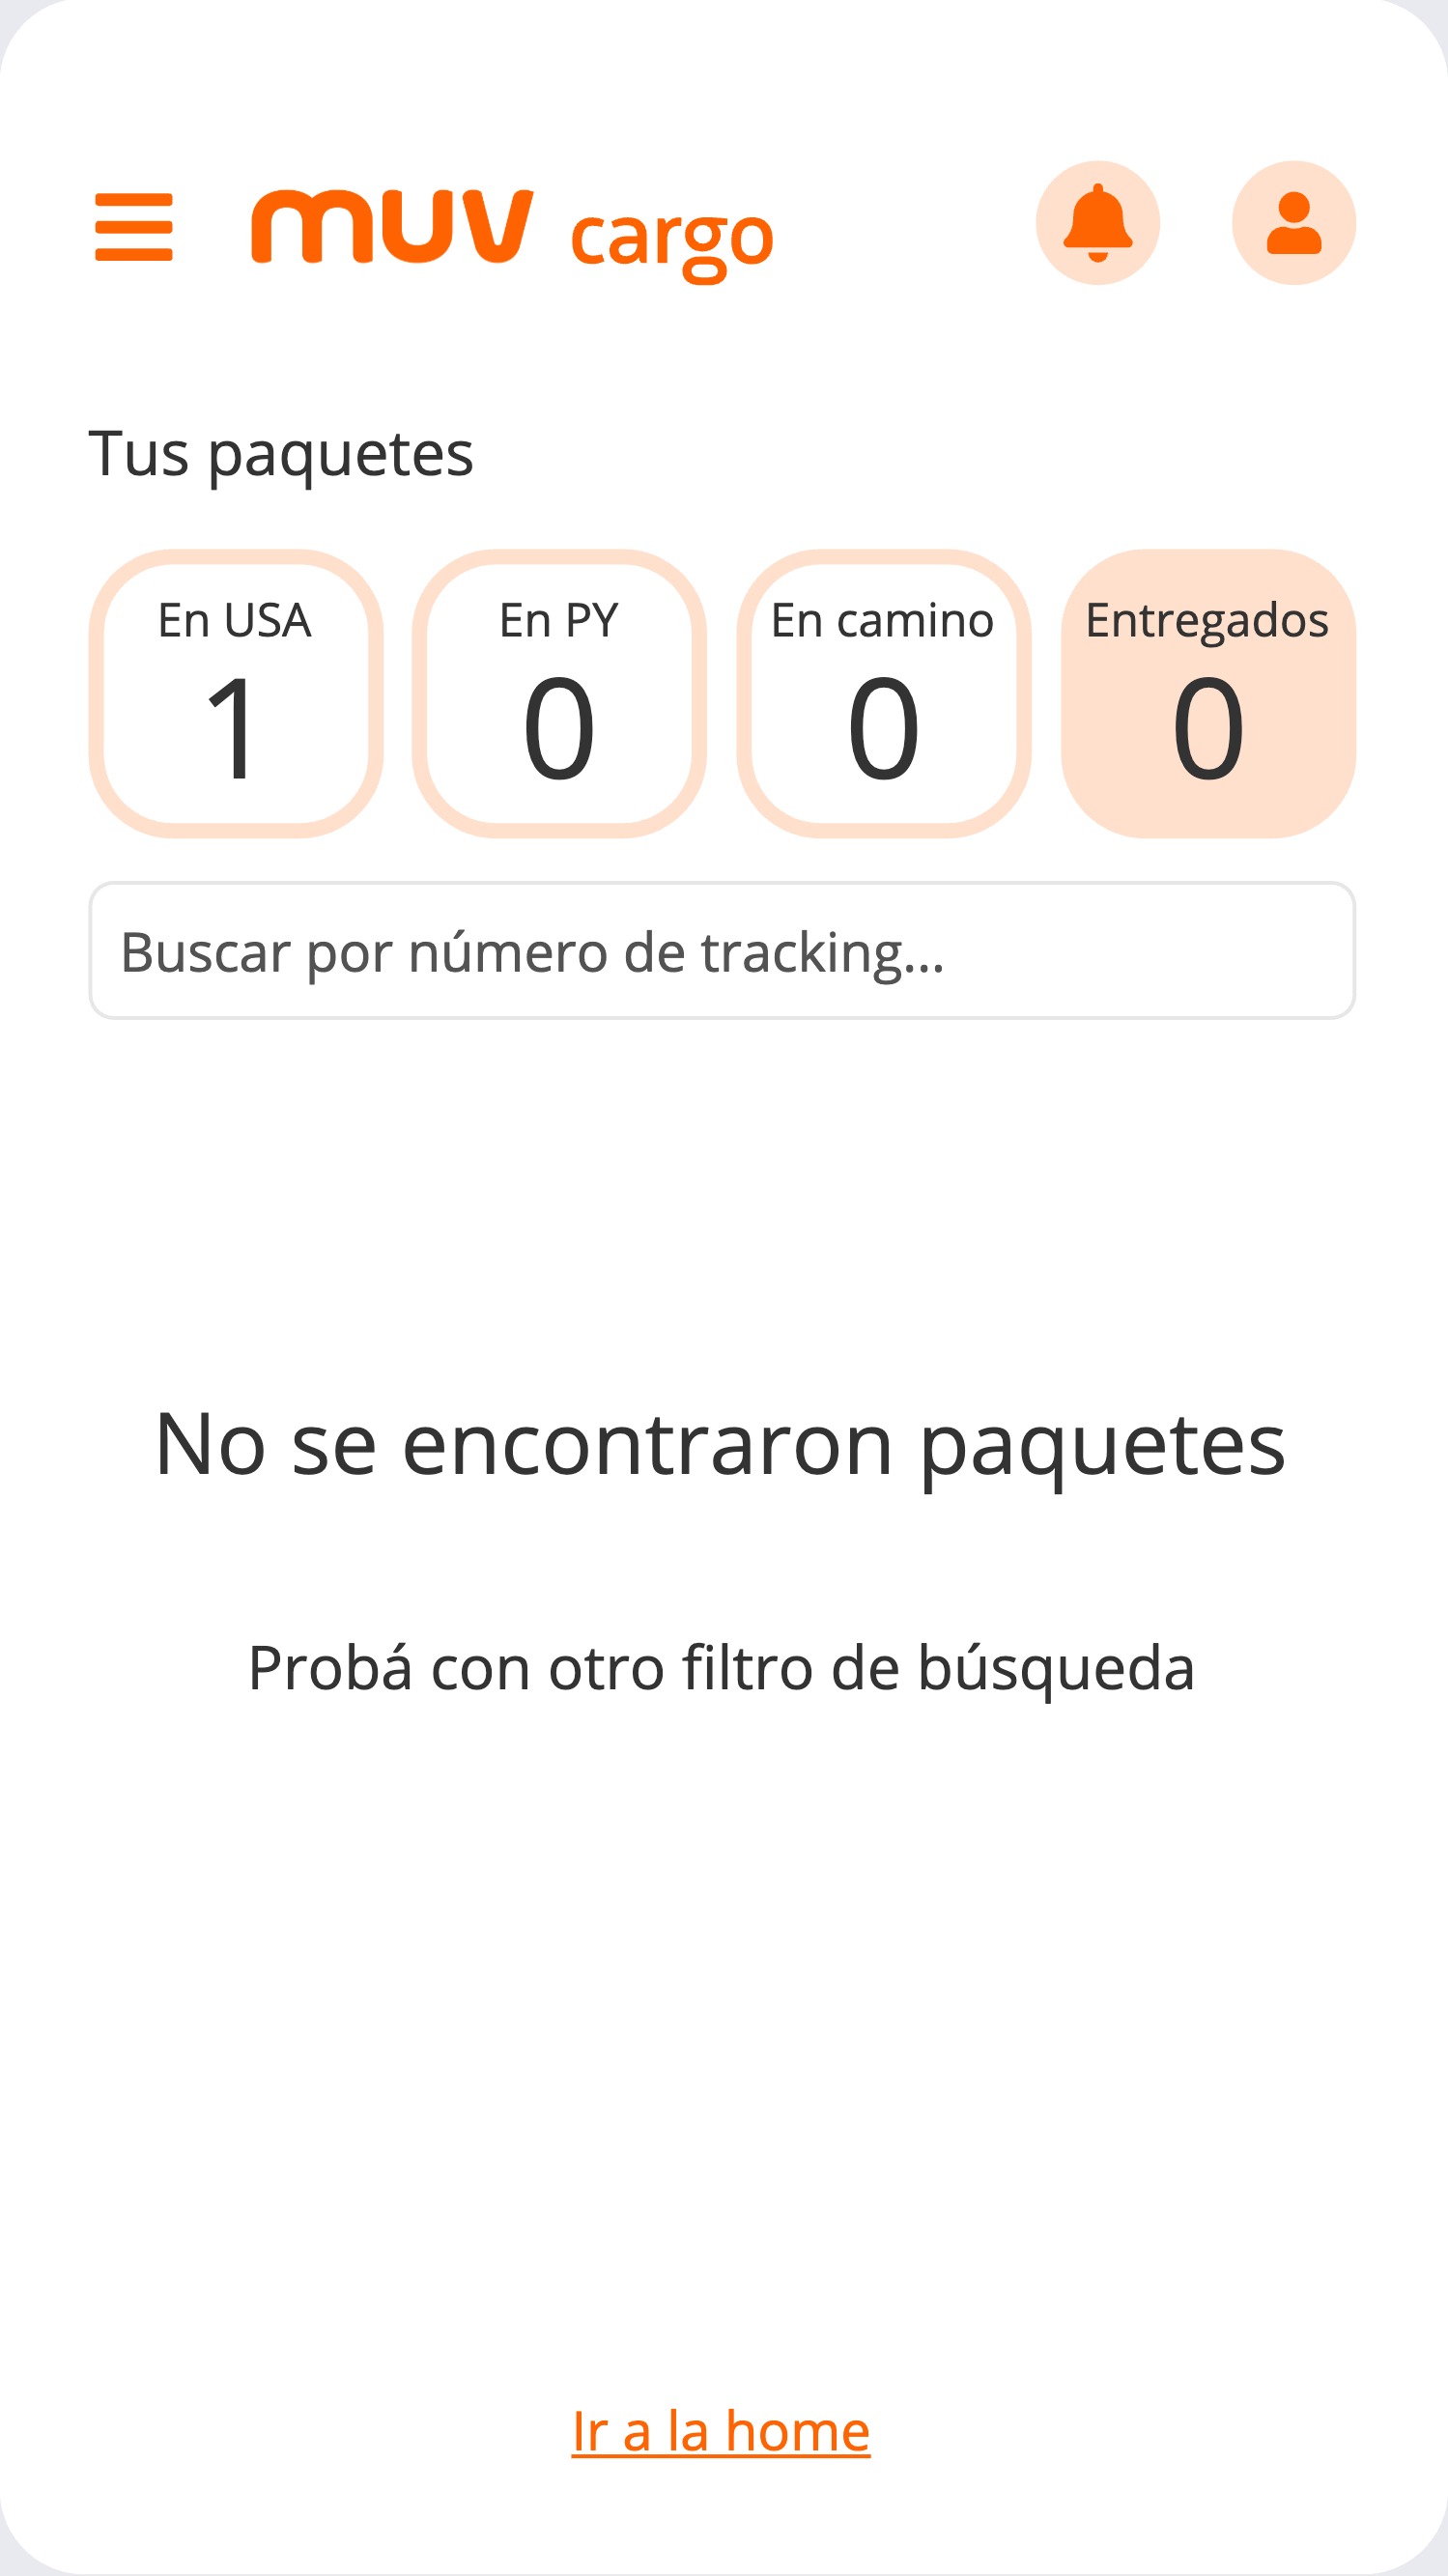 muv cargo
Tus paquetes
En USA
1
En PY
0
En camino
0
Entregados
0
Buscar por número de tracking...
No se encontraron paquetes
Probá con otro filtro de búsqueda
Ir a la home